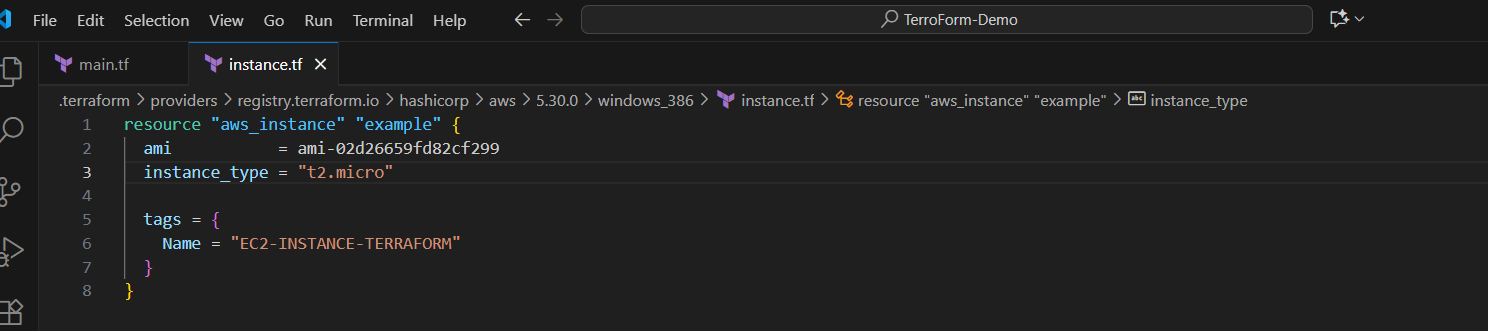 File Edit Selection View Go Run Terminal Help TerroForm-Demo
main.tf instance.tf
.terraform > providers > registry.terraform.io > hashicorp > aws > 5.30.0 > windows_386 > instance.tf > resource "aws_instance" "example" > instance_type
1 resource "aws_instance" "example" {
2 ami = ami-02d26659fd82cf299
3 instance_type = "t2.micro"
4
5 tags = {
6 Name = "EC2-INSTANCE-TERRAFORM"
7 }
8 }